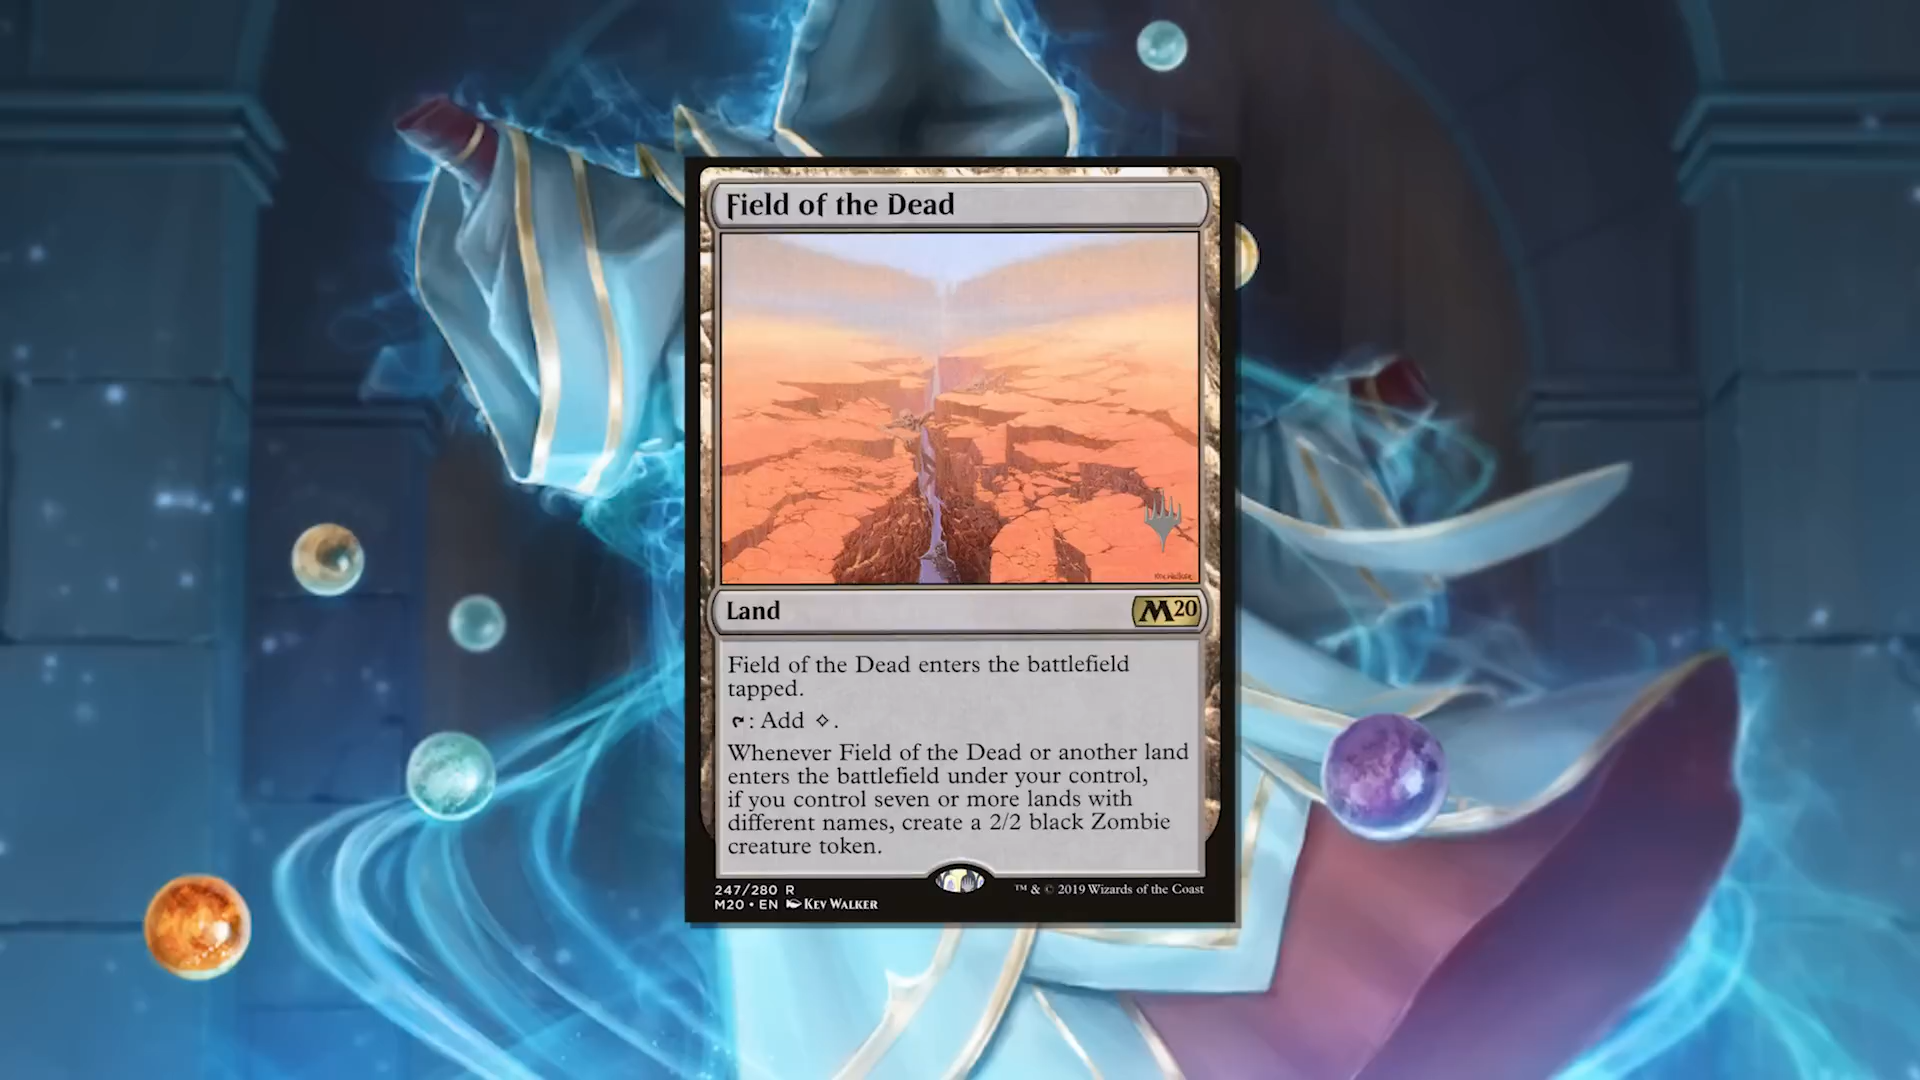 Field of the Dead
Land
M20
Field of the Dead enters the battlefield
tapped.
: Add .
Whenever Field of the Dead or another land
enters the battlefield under your control,
if you control seven or more lands with
different names, create a 2/2 black Zombie
creature token.
247/280 R
™ & © 2019 Wizards of the Coast
M20 • EN KEV WALKER